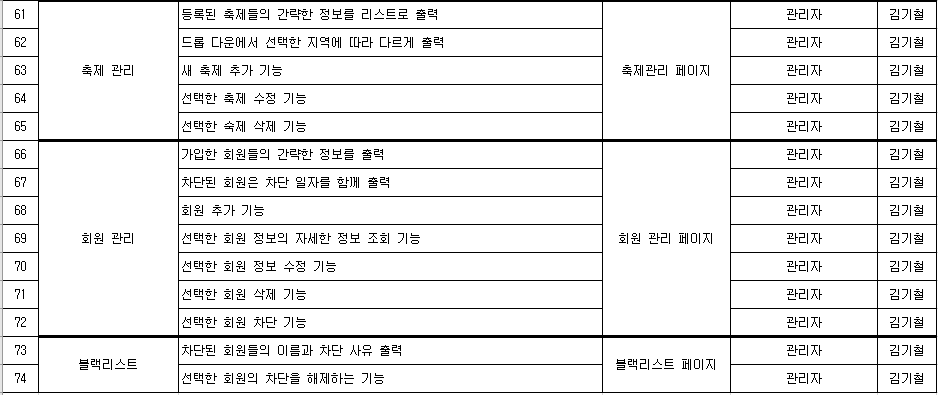 61 등록된 축제들의 간략한 정보를 리스트로 출력 관리자 김기철
62 드롭 다운에서 선택한 지역에 따라 다르게 출력 관리자 김기철
63 축제 관리 새 축제 추가 기능 축제관리 페이지 관리자 김기철
64 선택한 축제 수정 기능 관리자 김기철
65 선택한 숙제 삭제 기능 관리자 김기철
66 가입한 회원들의 간략한 정보를 출력 관리자 김기철
67 차단된 회원은 차단 일자를 함께 출력 관리자 김기철
68 회원 추가 기능 관리자 김기철
69 회원 관리 선택한 회원 정보의 자세한 정보 조회 기능 회원 관리 페이지 관리자 김기철
70 선택한 회원 정보 수정 기능 관리자 김기철
71 선택한 회원 삭제 기능 관리자 김기철
72 선택한 회원 차단 기능 관리자 김기철
73 차단된 회원들의 이름과 차단 사유 출력 관리자 김기철
블랙리스트 블랙리스트 페이지
74 선택한 회원의 차단을 해제하는 기능 관리자 김기철